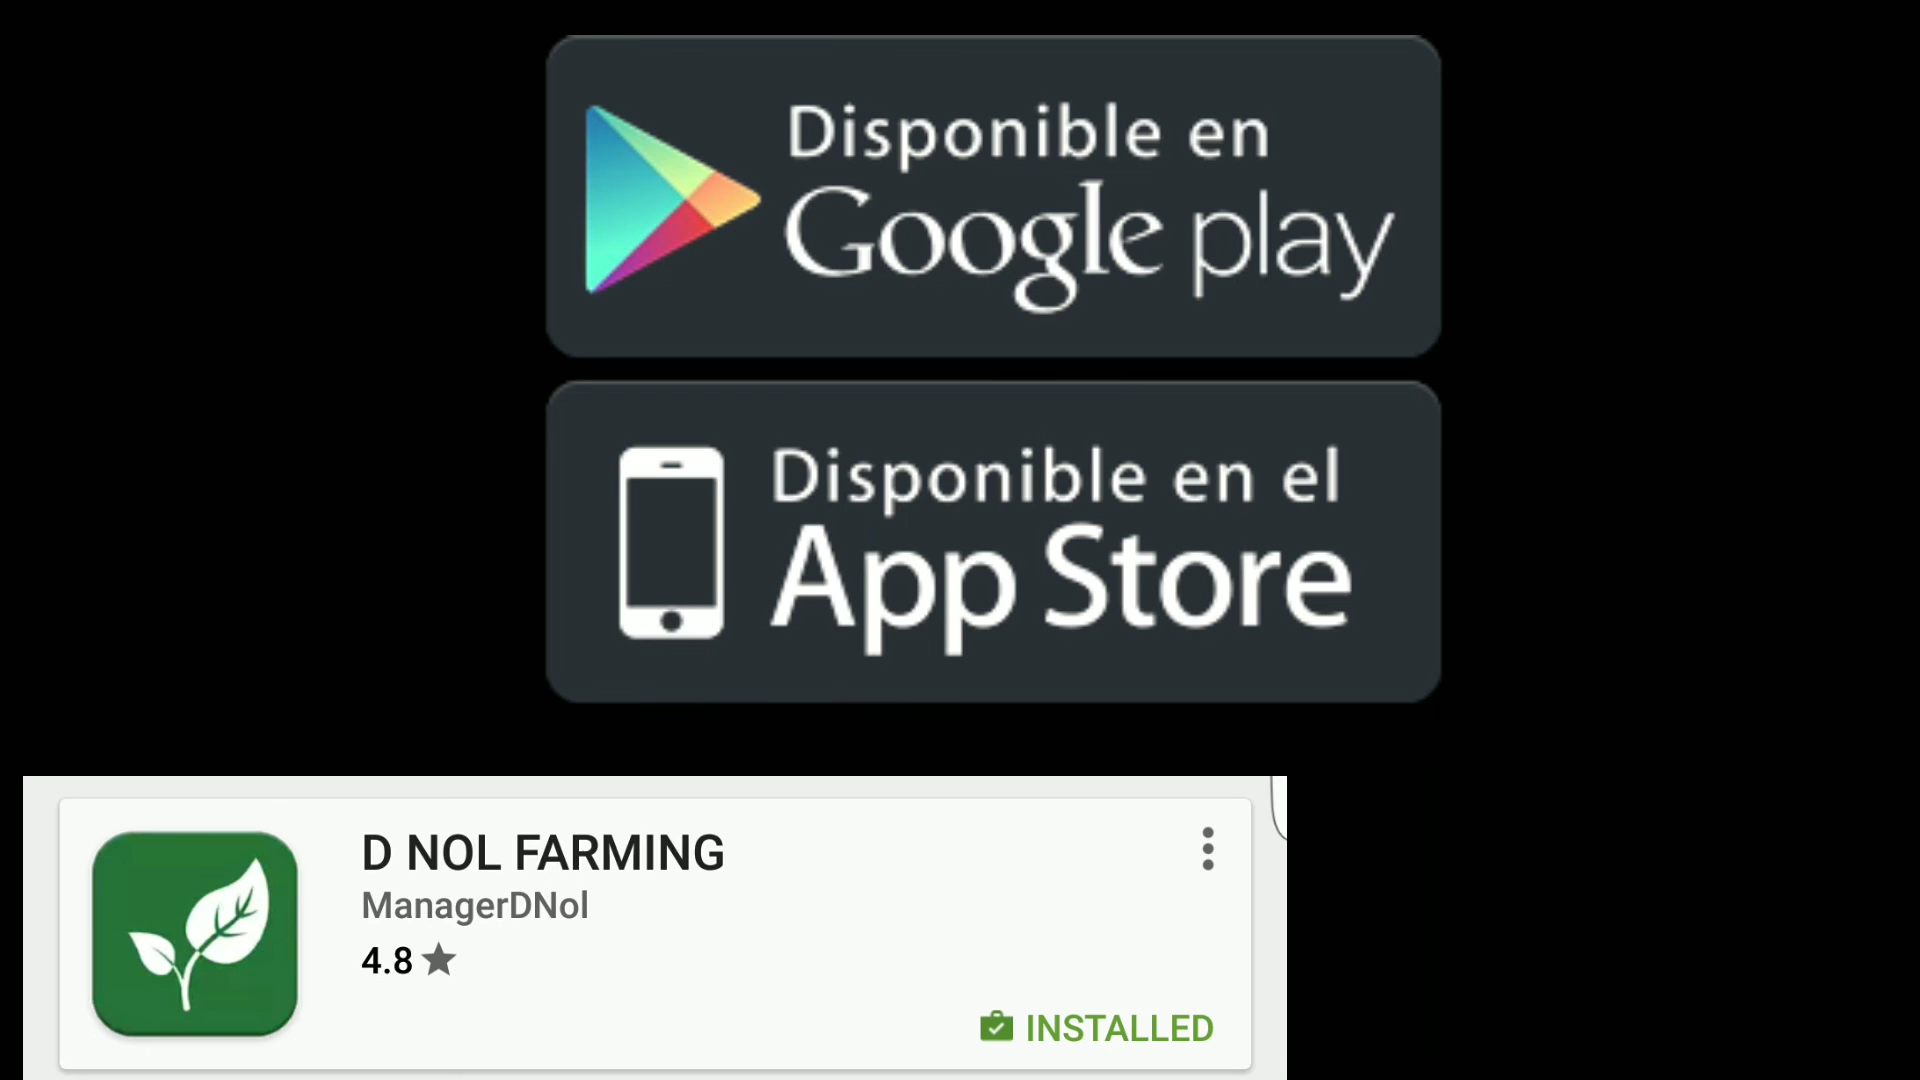 Disponible en
Google play
Disponible en el
App Store
D NOL FARMING
ManagerDNol
4.8
INSTALLED